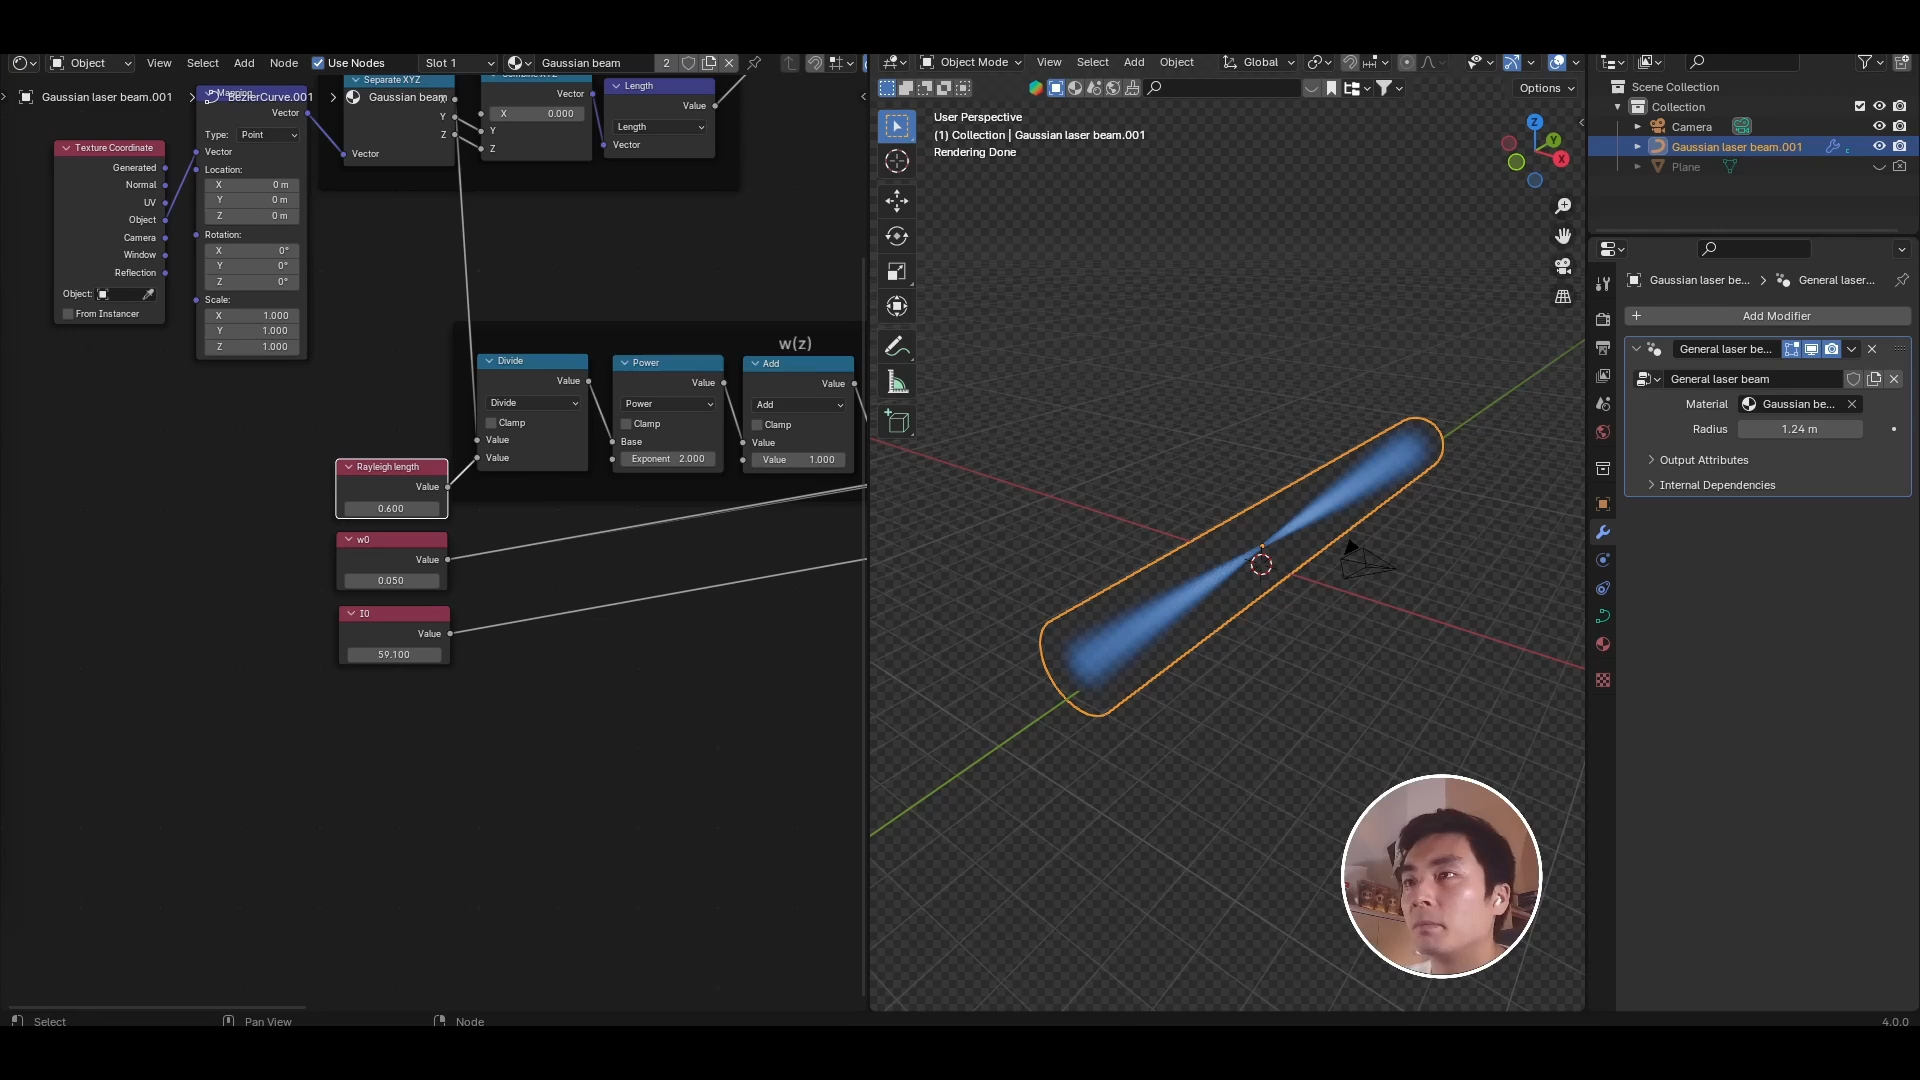 Object
View
Select
Add
Node
Use Nodes
Slot 1
Gaussian beam
2
Gaussian laser beam.001
BezierCurve.001
Gaussian beam
Texture Coordinate
Generated
Normal
UV
Object
Camera
Window
Reflection
Object:
From Instancer
Mapping
Vector
Type: Point
Vector
Location:
X 0 m
Y 0 m
Z 0 m
Rotation:
X 0°
Y 0°
Z 0°
Scale:
X 1.000
Y 1.000
Z 1.000
Separate XYZ
X
Y
Z
Vector
Combine XYZ
Vector
X 0.000
Y
Z
Length
Value
Length
Vector
w(z)
Divide
Value
Divide
Clamp
Value
Value
Power
Value
Power
Clamp
Base
Exponent 2.000
Add
Value
Add
Clamp
Value
Value 1.000
Rayleigh length
Value
0.600
w0
Value
0.050
I0
Value
59.100
Select
Pan View
Node
Object Mode
View
Select
Add
Object
Global
Options
User Perspective
(1) Collection | Gaussian laser beam.001
Rendering Done
Z
Y
X
Scene Collection
Collection
Camera
Gaussian laser beam.001
Plane
Gaussian laser be...
General laser...
Add Modifier
General laser be...
General laser beam
Material Gaussian be...
Radius 1.24 m
Output Attributes
Internal Dependencies
4.0.0